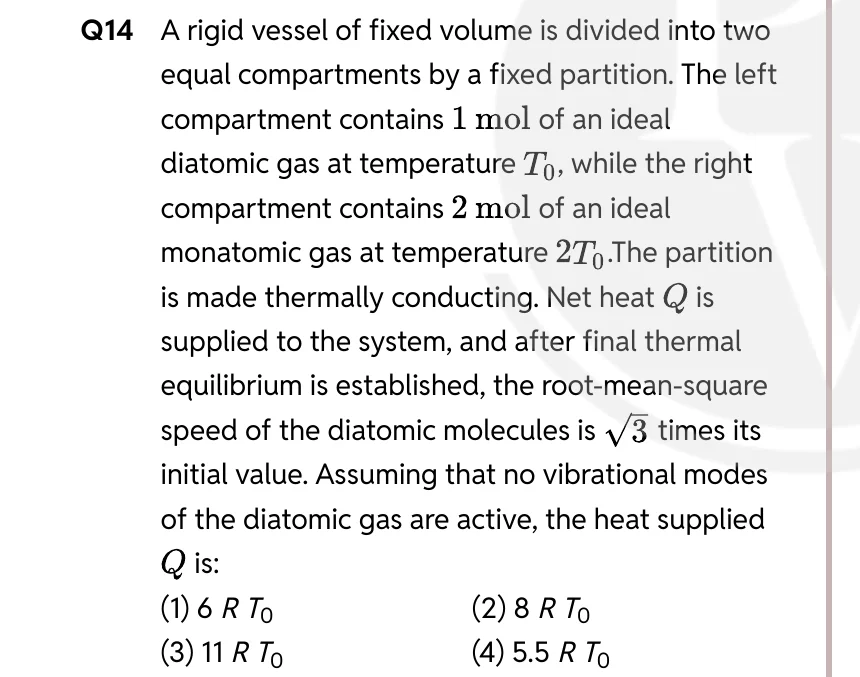 Q14 A rigid vessel of fixed volume is divided into two
equal compartments by a fixed partition. The left
compartment contains 1 mol of an ideal
diatomic gas at temperature T₀, while the right
compartment contains 2 mol of an ideal
monatomic gas at temperature 2T₀.The partition
is made thermally conducting. Net heat Q is
supplied to the system, and after final thermal
equilibrium is established, the root-mean-square
speed of the diatomic molecules is √3 times its
initial value. Assuming that no vibrational modes
of the diatomic gas are active, the heat supplied
Q is:
(1) 6 R T₀ (2) 8 R T₀
(3) 11 R T₀ (4) 5.5 R T₀